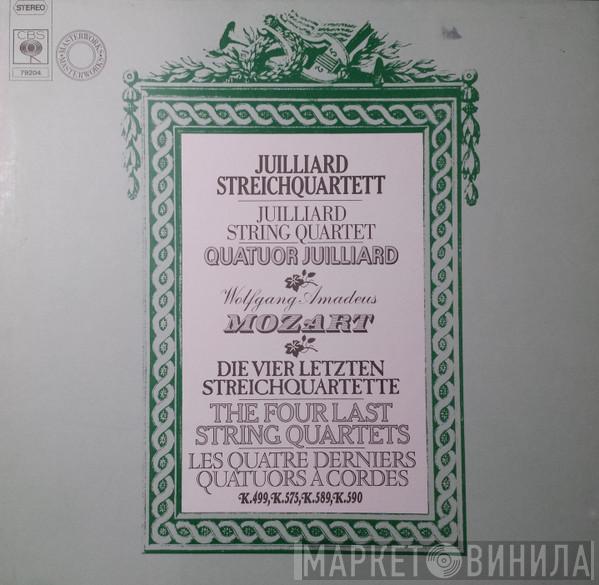 STEREO
CBS
79204
MASTERWORKS
MASTERWORKS
JUILLIARD
STREICHQUARTETT
JUILLIARD
STRING QUARTET
QUATUOR JUILLIARD
Wolfgang Amadeus
MOZART
DIE VIER LETZTEN
STREICHQUARTETTE
THE FOUR LAST
STRING QUARTETS
LES QUATRE DERNIERS
QUATUORS À CORDES
K.499, K.575, K.589, K.590
МАРКЕТ ВИНИЛА